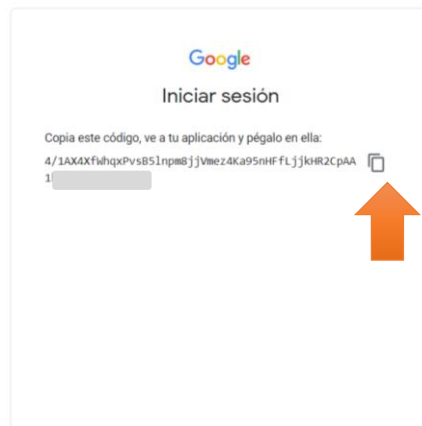 Google
Iniciar sesión
Copia este código, ve a tu aplicación y pégalo en ella:
4/1AX4XfWhqxPvsB5lnpm8jjVmez4Ka95nHFfLjjkHR2CpAA
1